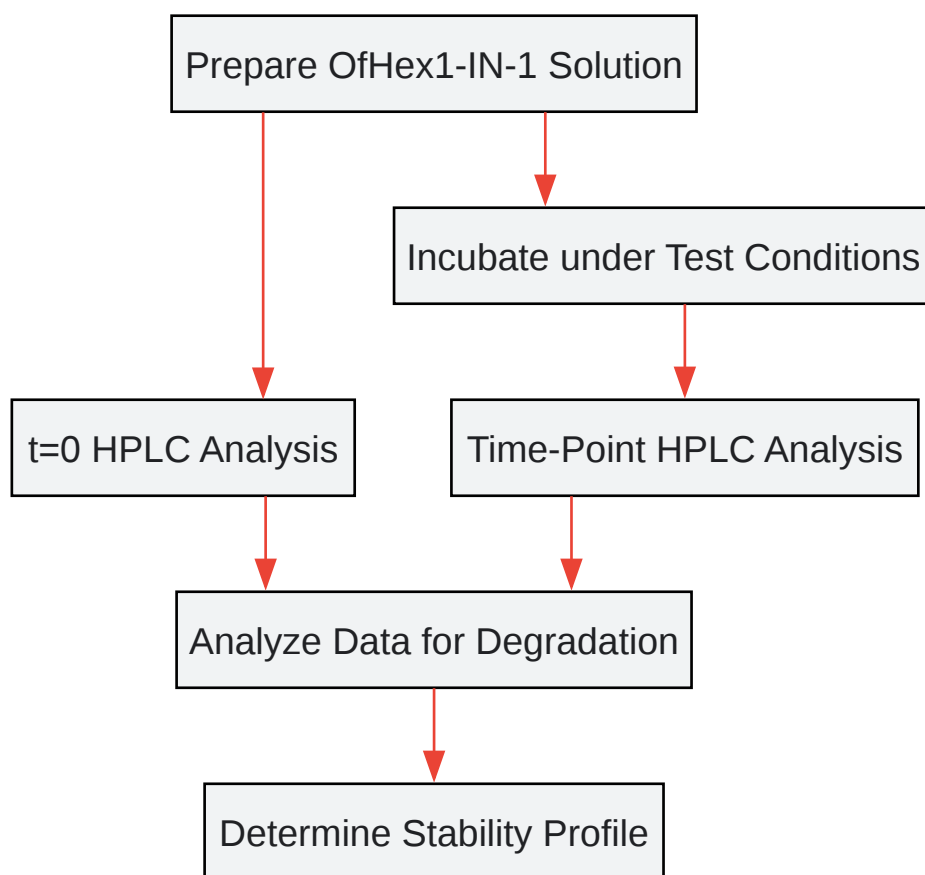 Prepare OfHex1-IN-1 Solution
Incubate under Test Conditions
t=0 HPLC Analysis
Time-Point HPLC Analysis
Analyze Data for Degradation
Determine Stability Profile